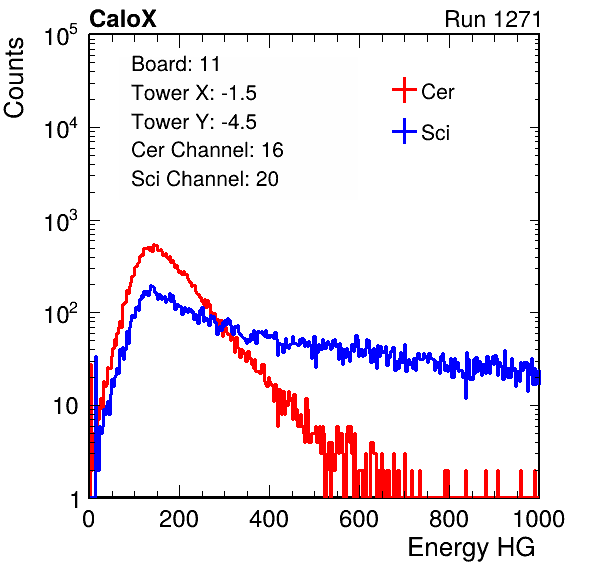 CaloX Run 1271
Counts
10^5
10^4
10^3
10^2
10
1
Board: 11
Tower X: -1.5
Tower Y: -4.5
Cer Channel: 16
Sci Channel: 20
Cer
Sci
0 200 400 600 800 1000
Energy HG